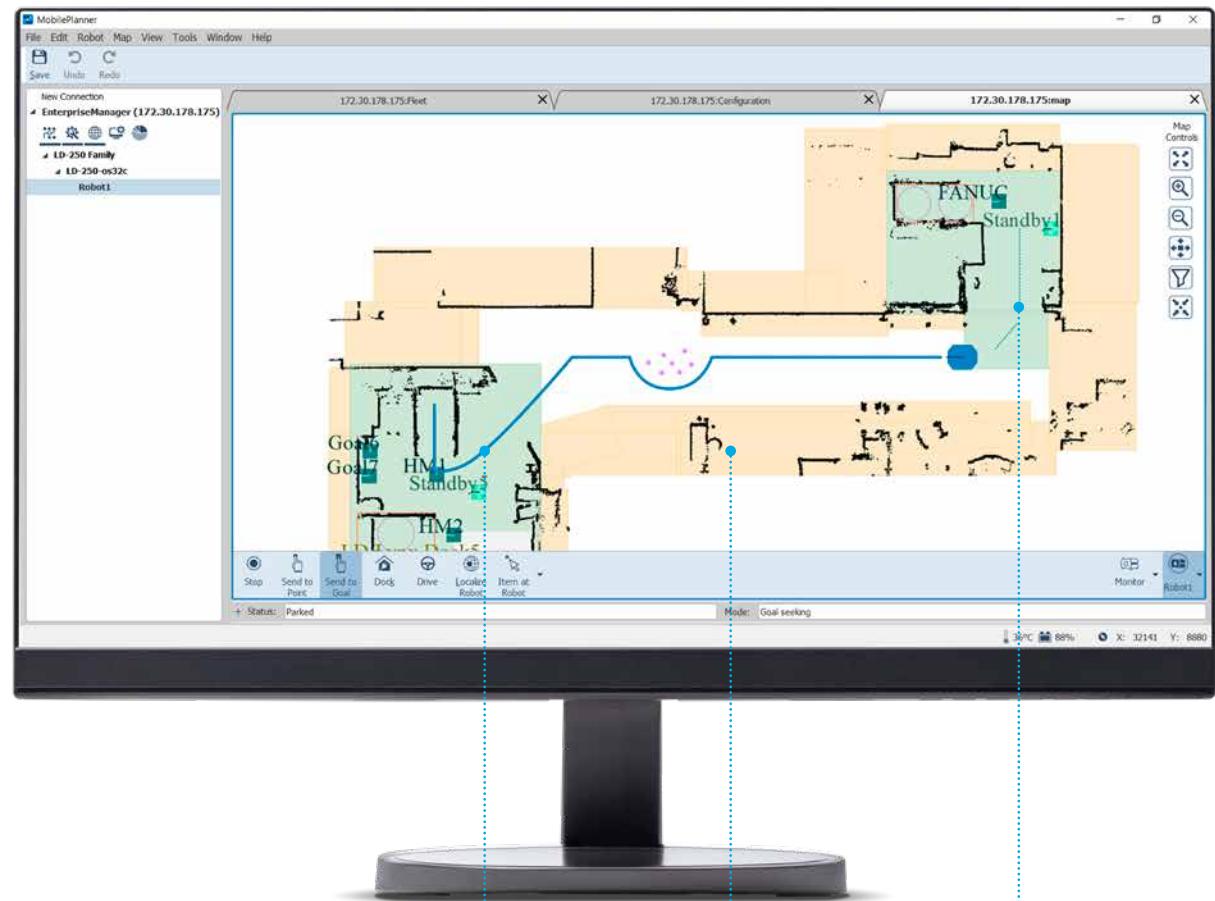 MobilePlanner
File Edit Robot Map View Tools Window Help
Save Undo Redo
New Connection
EnterpriseManager (172.30.178.175)
LD-250 Family
LD-250-os32c
Robot1
172.30.178.175:Fleet
172.30.178.175:Configuration
172.30.178.175:map
Map
Controls
FANUC
Standby1
Goal6
Goal7
HM1
Standby5
HM2
Stop
Send to
Point
Send to
Goal
Dock
Drive
Localize
Robot
Item at
Robot
Monitor
Robot1
+ Status: Parked
Mode: Goal seeking
36°C 88% X: 32141 Y: 8880